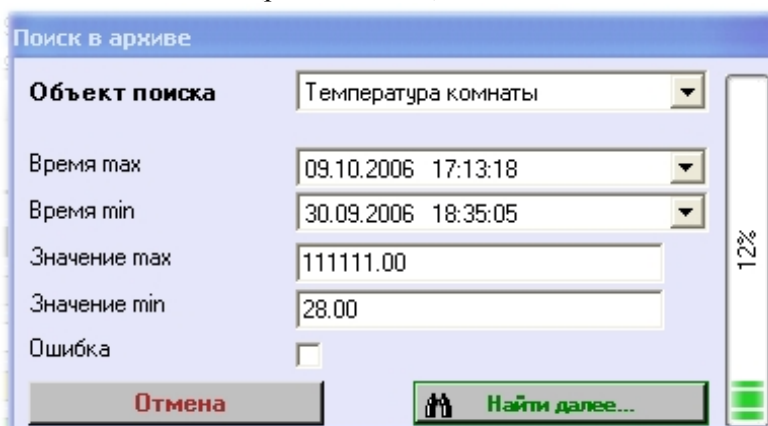 Поиск в архиве
Объект поиска Температура комнаты
Время max 09.10.2006 17:13:18
Время min 30.09.2006 18:35:05
Значение max 111111.00
12%
Значение min 28.00
Ошибка
Отмена Найти далее...